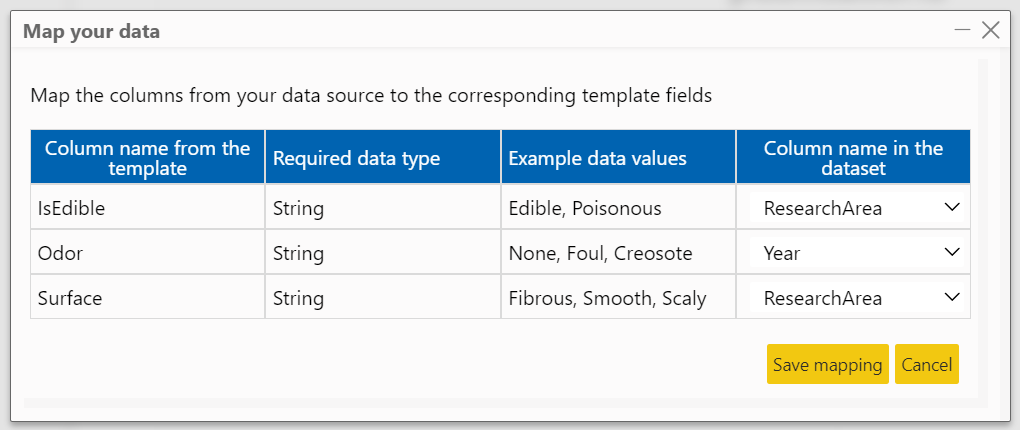 Map your data
Map the columns from your data source to the corresponding template fields
Column name from the
template
Required data type
Example data values
Column name in the
dataset
IsEdible
String
Edible, Poisonous
ResearchArea
Odor
String
None, Foul, Creosote
Year
Surface
String
Fibrous, Smooth, Scaly
ResearchArea
Save mapping
Cancel